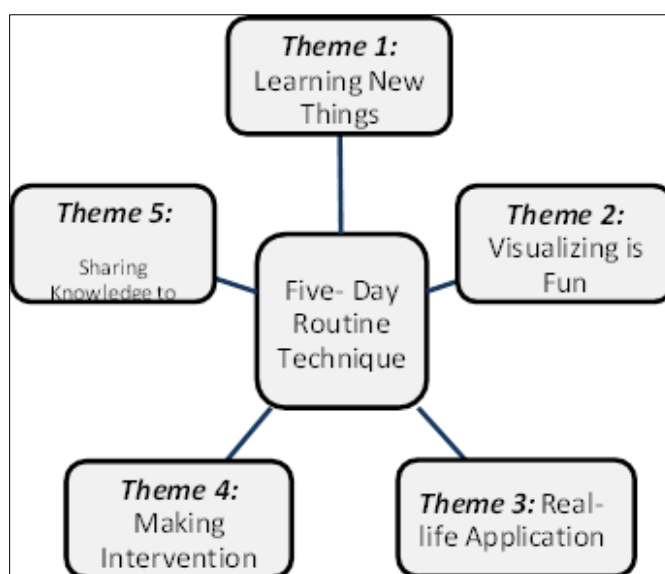 Theme 1:
Learning New
Things
Theme 5:
Sharing
Knowledge to
Theme 2:
Visualizing is
Fun
Five- Day
Routine
Technique
Theme 4:
Making
Intervention
Theme 3: Real-
life Application